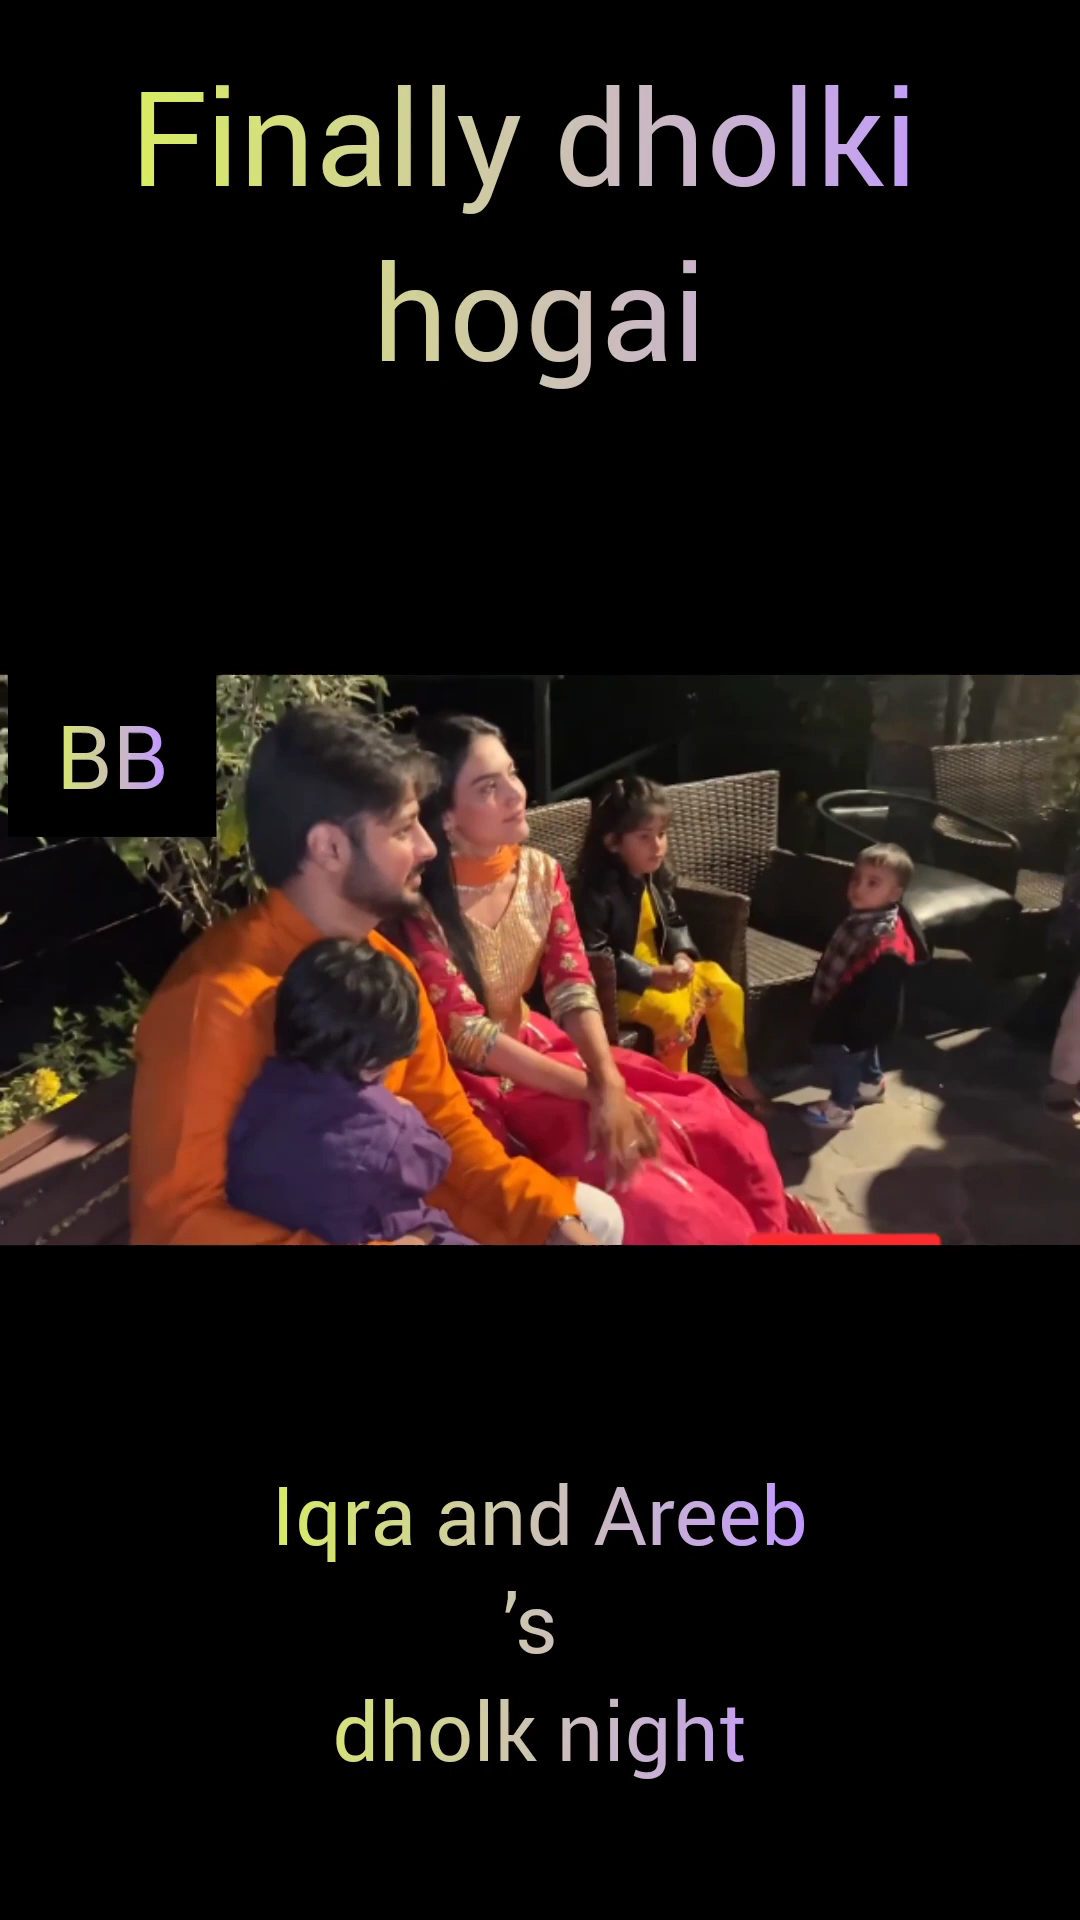 Finally dholki
hogai
BB
Iqra and Areeb
’s
dholk night